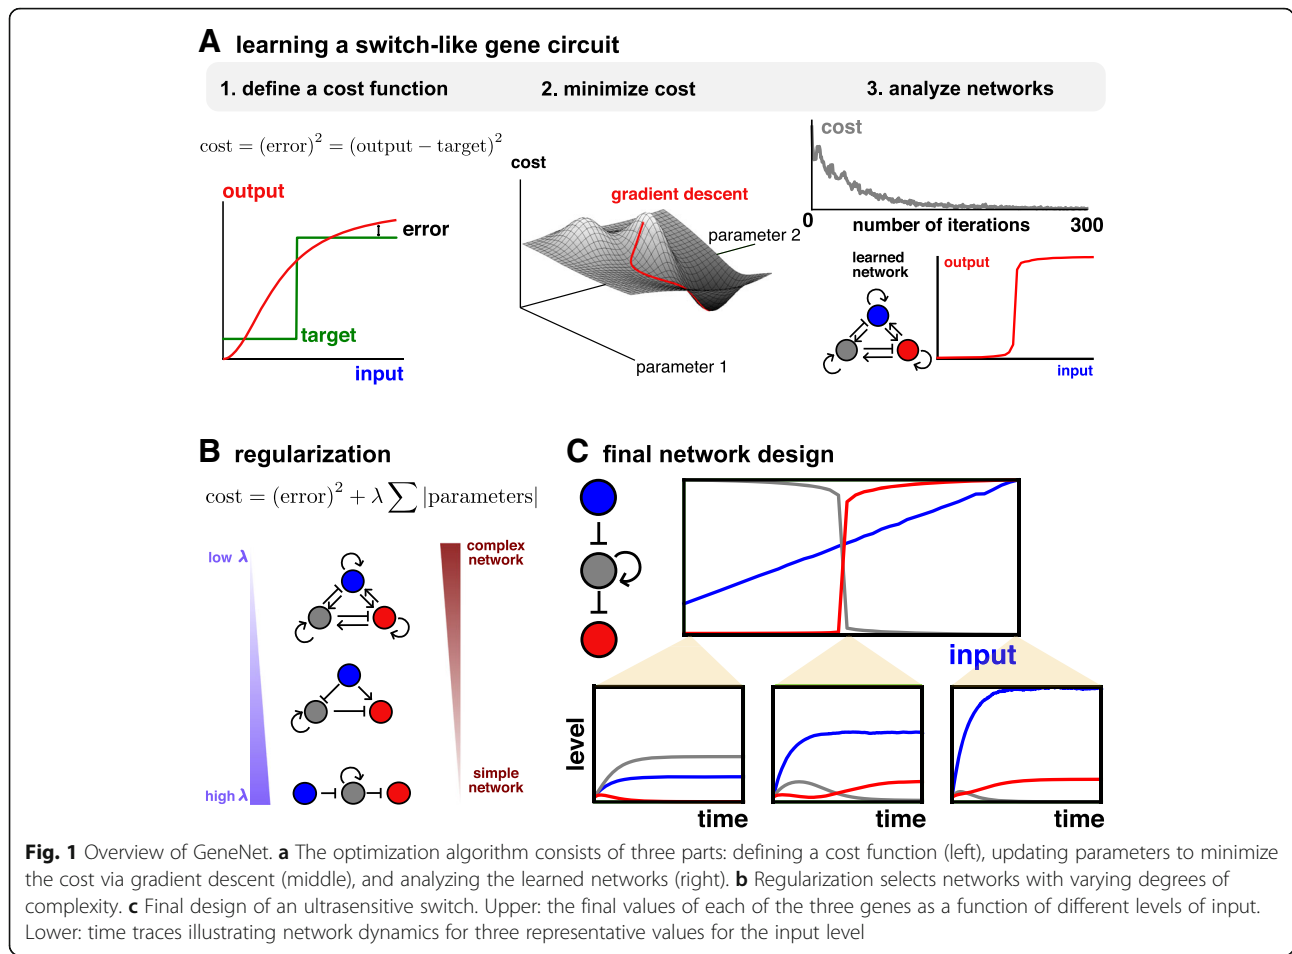 A learning a switch-like gene circuit
1. define a cost function
2. minimize cost
3. analyze networks
cost = (error)² = (output − target)²
output
error
target
input
cost
gradient descent
parameter 2
parameter 1
cost
0
number of iterations
300
learned
network
output
input
B regularization
cost = (error)² + λ ∑ |parameters|
low λ
high λ
complex
network
simple
network
C final network design
input
level
time
time
time
Fig. 1 Overview of GeneNet. a The optimization algorithm consists of three parts: defining a cost function (left), updating parameters to minimize
the cost via gradient descent (middle), and analyzing the learned networks (right). b Regularization selects networks with varying degrees of
complexity. c Final design of an ultrasensitive switch. Upper: the final values of each of the three genes as a function of different levels of input.
Lower: time traces illustrating network dynamics for three representative values for the input level